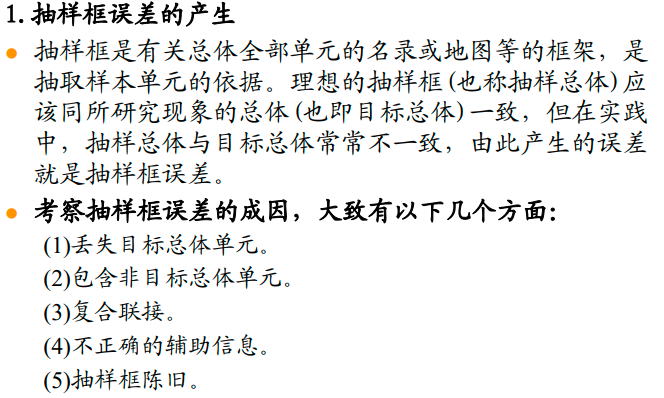 1. 抽样框误差的产生
抽样框是有关总体全部单元的名录或地图等的框架，是
抽取样本单元的依据。理想的抽样框(也称抽样总体)应
该同所研究现象的总体(也即目标总体)一致，但在实践
中，抽样总体与目标总体常常不一致，由此产生的误差
就是抽样框误差。
考察抽样框误差的成因，大致有以下几个方面：
(1)丢失目标总体单元。
(2)包含非目标总体单元。
(3)复合联接。
(4)不正确的辅助信息。
(5)抽样框陈旧。